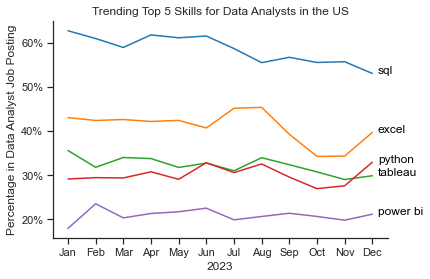 Trending Top 5 Skills for Data Analysts in the US
Percentage in Data Analyst Job Posting
60%
50%
40%
30%
20%
sql
excel
python
tableau
power bi
Jan Feb Mar Apr May Jun Jul Aug Sep Oct Nov Dec
2023